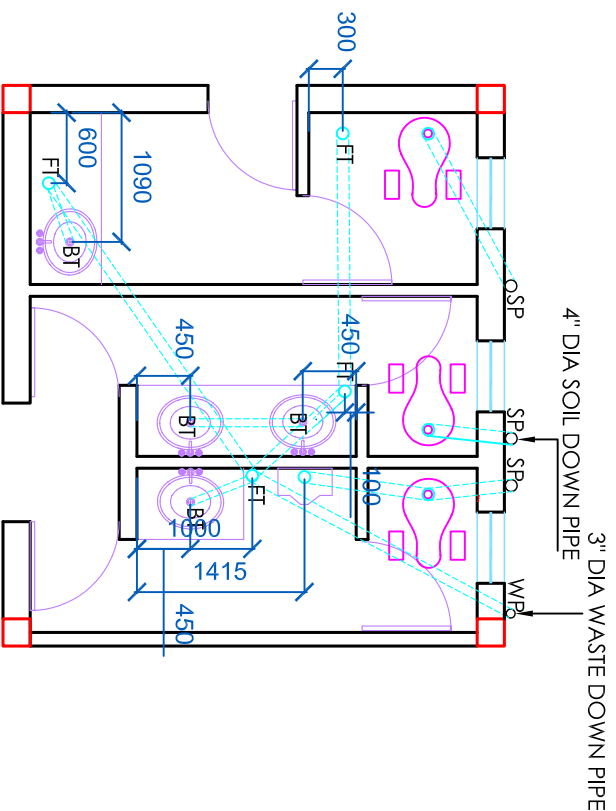 300
FT
600
1090
FT
BT
SP
4" DIA SOIL DOWN PIPE
450
450
FT
BT
BT
SP
SP
3" DIA WASTE DOWN PIPE
100
FT
BT
1000
1415
450
WP